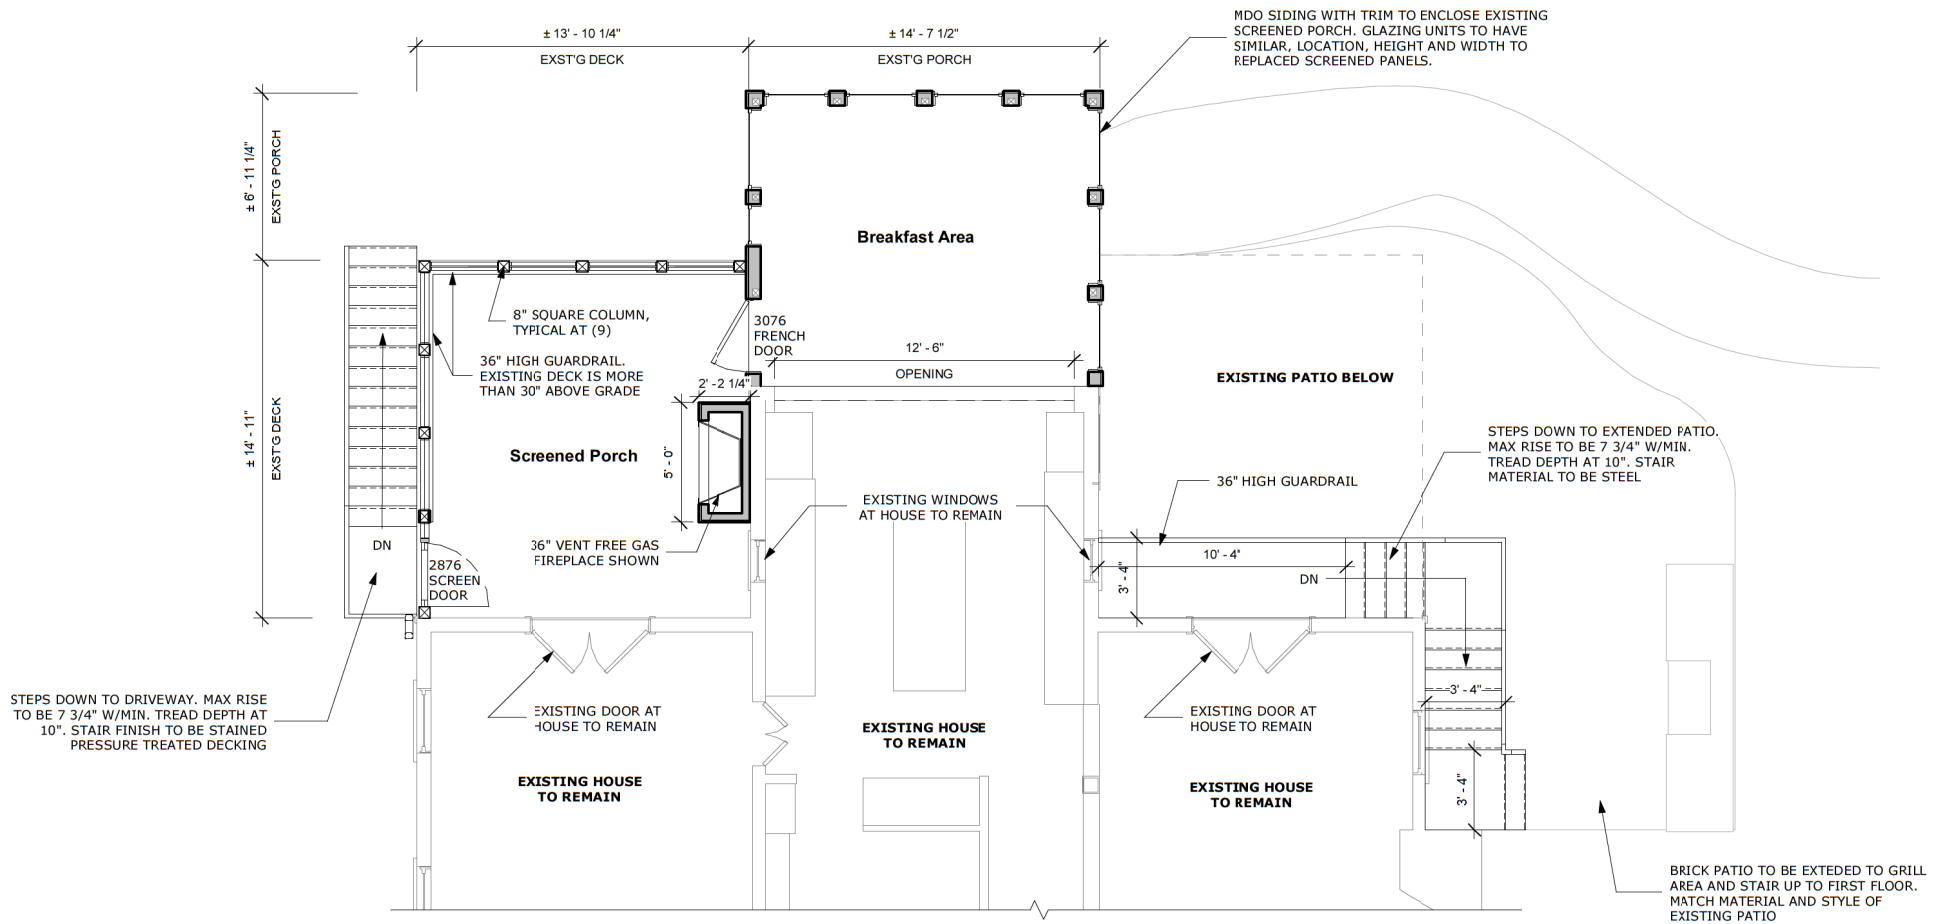 MDO SIDING WITH TRIM TO ENCLOSE EXISTING
SCREENED PORCH. GLAZING UNITS TO HAVE
SIMILAR, LOCATION, HEIGHT AND WIDTH TO
REPLACED SCREENED PANELS.
± 13' - 10 1/4"
EXST'G DECK
± 14' - 7 1/2"
EXST'G PORCH
± 6' - 11 1/4"
EXST'G PORCH
± 14' - 11"
EXST'G DECK
Breakfast Area
8" SQUARE COLUMN,
TYPICAL AT (9)
3076
FRENCH
DOOR
36" HIGH GUARDRAIL.
EXISTING DECK IS MORE
THAN 30" ABOVE GRADE
12' - 6"
OPENING
2' -2 1/4"
EXISTING PATIO BELOW
Screened Porch
5' - 0"
STEPS DOWN TO EXTENDED PATIO.
MAX RISE TO BE 7 3/4" W/MIN.
TREAD DEPTH AT 10". STAIR
MATERIAL TO BE STEEL
36" HIGH GUARDRAIL
EXISTING WINDOWS
AT HOUSE TO REMAIN
36" VENT FREE GAS
FIREPLACE SHOWN
DN
2876
SCREEN
DOOR
10' - 4"
3' - 4"
DN
STEPS DOWN TO DRIVEWAY. MAX RISE
TO BE 7 3/4" W/MIN. TREAD DEPTH AT
10". STAIR FINISH TO BE STAINED
PRESSURE TREATED DECKING
EXISTING DOOR AT
HOUSE TO REMAIN
EXISTING HOUSE
TO REMAIN
EXISTING DOOR AT
HOUSE TO REMAIN
3' - 4"
EXISTING HOUSE
TO REMAIN
EXISTING HOUSE
TO REMAIN
3' - 4"
BRICK PATIO TO BE EXTEDED TO GRILL
AREA AND STAIR UP TO FIRST FLOOR.
MATCH MATERIAL AND STYLE OF
EXISTING PATIO